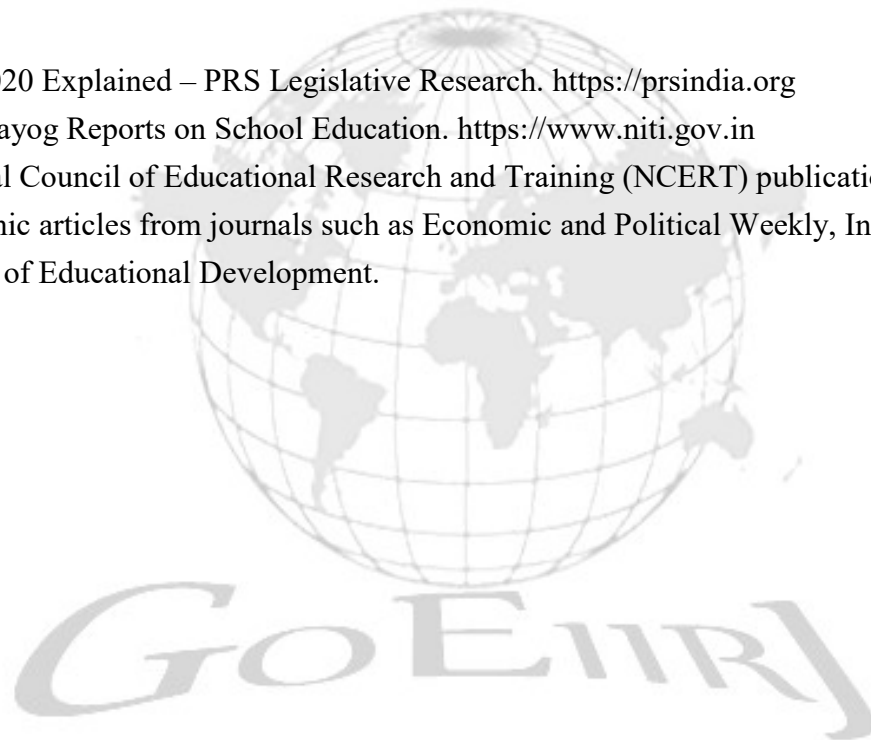 020 Explained – PRS Legislative Research. https://prsindia.org
ayog Reports on School Education. https://www.niti.gov.in
al Council of Educational Research and Training (NCERT) publicatio
nic articles from journals such as Economic and Political Weekly, In
of Educational Development.
GOEIIRJ